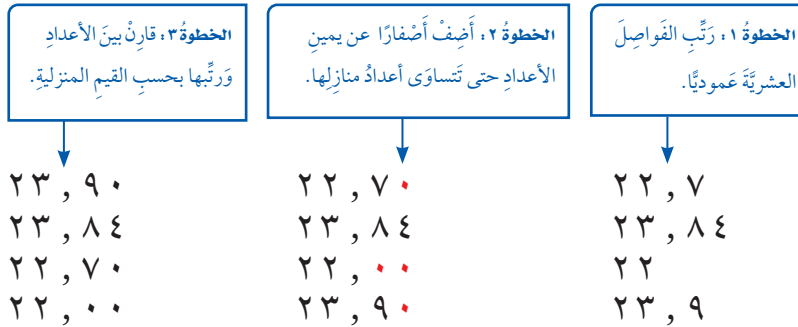 الخطوةُ ١ : رَتِّبِ الفَواصِلَ
العشريَّةَ عَموديًّا.
٢٢,٧
٢٣,٨٤
٢٢
٢٣,٩
الخطوةُ ٢ : أَضِفْ أَصْفارًا عن يمينِ
الأعدادِ حتى تَتساوَى أعدادُ منازِلِها.
٢٢,٧٠
٢٣,٨٤
٢٢,٠٠
٢٣,٩٠
الخطوةُ ٣ : قارِنْ بينَ الأعدادِ
وَرتِّبها بحسبِ القيمِ المنزليةِ.
٢٣,٩٠
٢٣,٨٤
٢٢,٧٠
٢٢,٠٠